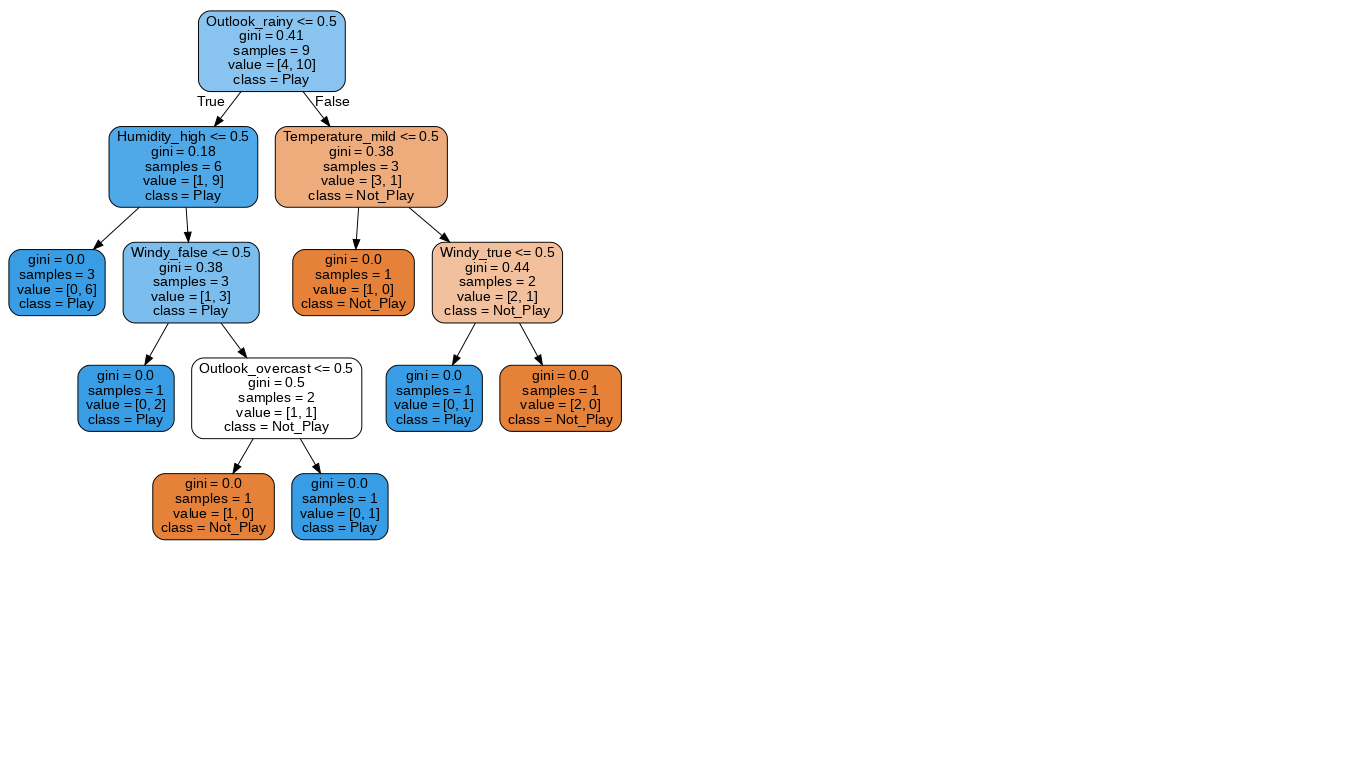 Outlook_rainy <= 0.5
gini = 0.41
samples = 9
value = [4, 10]
class = Play
True
False
Humidity_high <= 0.5
gini = 0.18
samples = 6
value = [1, 9]
class = Play
Temperature_mild <= 0.5
gini = 0.38
samples = 3
value = [3, 1]
class = Not_Play
gini = 0.0
samples = 3
value = [0, 6]
class = Play
Windy_false <= 0.5
gini = 0.38
samples = 3
value = [1, 3]
class = Play
gini = 0.0
samples = 1
value = [1, 0]
class = Not_Play
Windy_true <= 0.5
gini = 0.44
samples = 2
value = [2, 1]
class = Not_Play
gini = 0.0
samples = 1
value = [0, 2]
class = Play
Outlook_overcast <= 0.5
gini = 0.5
samples = 2
value = [1, 1]
class = Not_Play
gini = 0.0
samples = 1
value = [0, 1]
class = Play
gini = 0.0
samples = 1
value = [2, 0]
class = Not_Play
gini = 0.0
samples = 1
value = [1, 0]
class = Not_Play
gini = 0.0
samples = 1
value = [0, 1]
class = Play